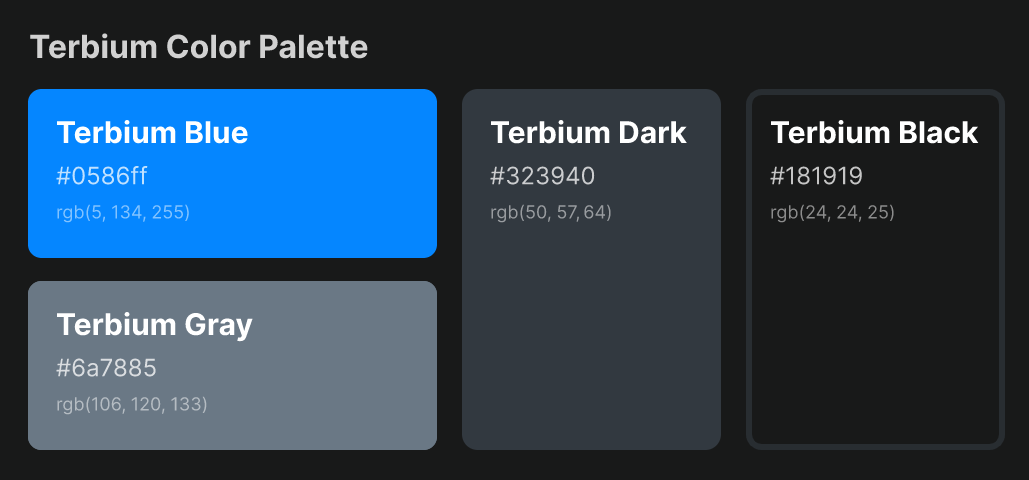 Terbium Color Palette
Terbium Blue
#0586ff
rgb(5, 134, 255)
Terbium Gray
#6a7885
rgb(106, 120, 133)
Terbium Dark
#323940
rgb(50, 57, 64)
Terbium Black
#181919
rgb(24, 24, 25)